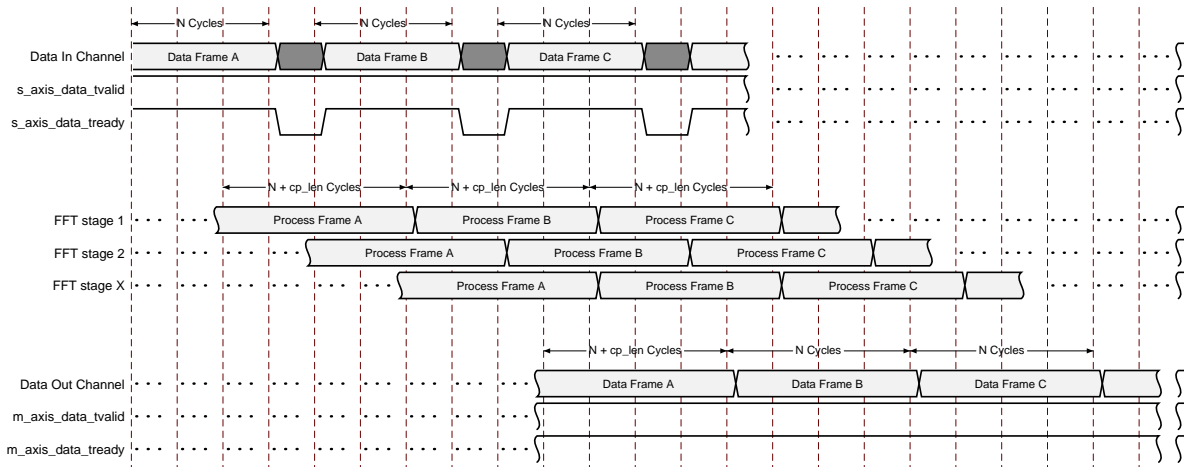 N Cycles N Cycles N Cycles
Data In Channel Data Frame A Data Frame B Data Frame C
s_axis_data_tvalid
s_axis_data_tready
N + cp_len Cycles N + cp_len Cycles N + cp_len Cycles
FFT stage 1 Process Frame A Process Frame B Process Frame C
FFT stage 2 Process Frame A Process Frame B Process Frame C
FFT stage X Process Frame A Process Frame B Process Frame C
N + cp_len Cycles N Cycles N Cycles
Data Out Channel Data Frame A Data Frame B Data Frame C
m_axis_data_tvalid
m_axis_data_tready